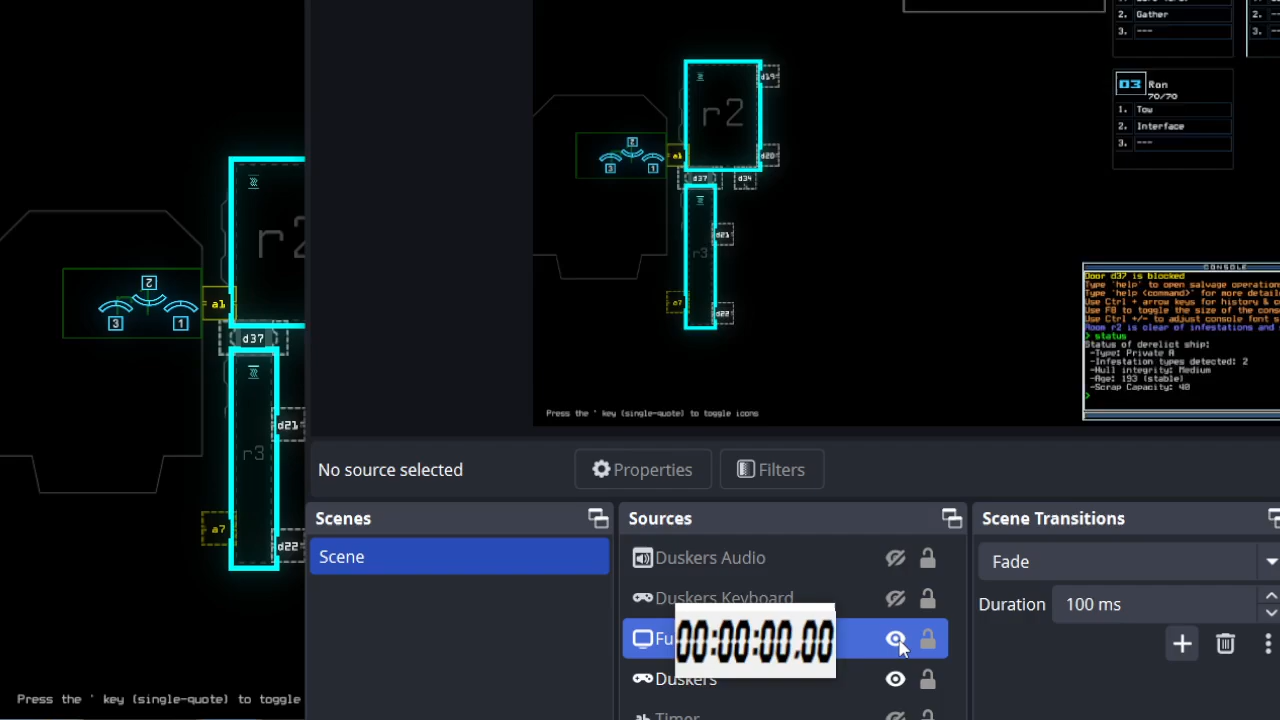 2. Gather
2.
3. ---
3.
D3 Ron
70/70
1. Tow
2. Interface
3. ---
r2
d19
2
3 1
a1
d20
d37
d34
r3
d21
a7
d22
CONSOLE
Door d37 is blocked
Type 'help' to open salvage operation
Type 'help <command>' for more detail
Use Ctrl + arrow keys for history & c
Use F8 to toggle the size of the cons
Use Ctrl +/- to adjust console font s
Room r2 is clear of infestations and
> status
Status of derelict ship:
-Type: Private A
-Infestation types detected: 2
-Hull integrity: Medium
-Age: 193 (stable)
-Scrap Capacity: 40
>
Press the ' key (single-quote) to toggle icons
r2
2
3 1
a1
d37
d21
r3
a7
d22
Press the ' key (single-quote) to toggle
No source selected
Properties
Filters
Scenes
Scene
Sources
Duskers Audio
Duskers Keyboard
Fu
00:00:00.00
Duskers
Timer
Scene Transitions
Fade
Duration 100 ms